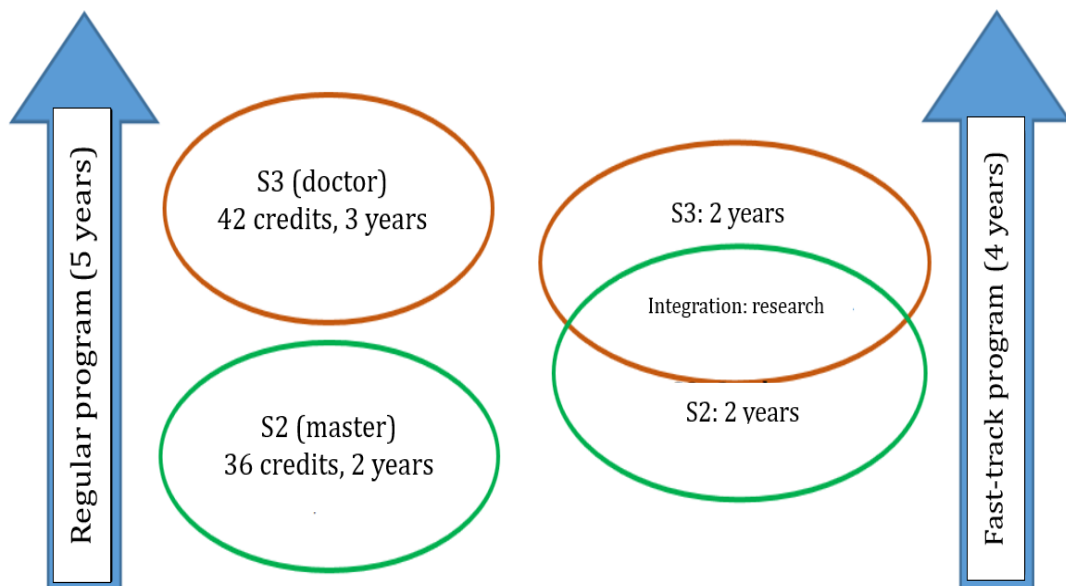 Regular program (5 years)
S3 (doctor)
42 credits, 3 years
S2 (master)
36 credits, 2 years
S3: 2 years
Integration: research
S2: 2 years
Fast-track program (4 years)